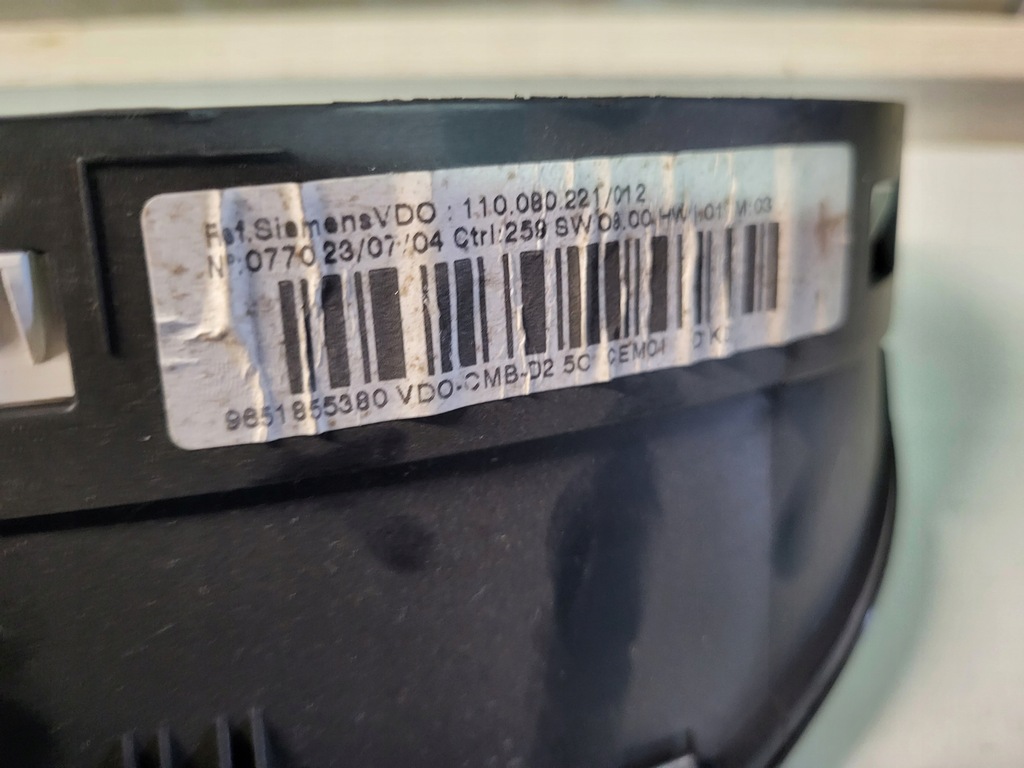 Ref.SiemensVDO : 110.080.221/012
N°:0770 23/07/04 Ctrl:259 SW:08.00 HW:01 M:03
9651855380 VDO-CMB-D2 5C CEM04